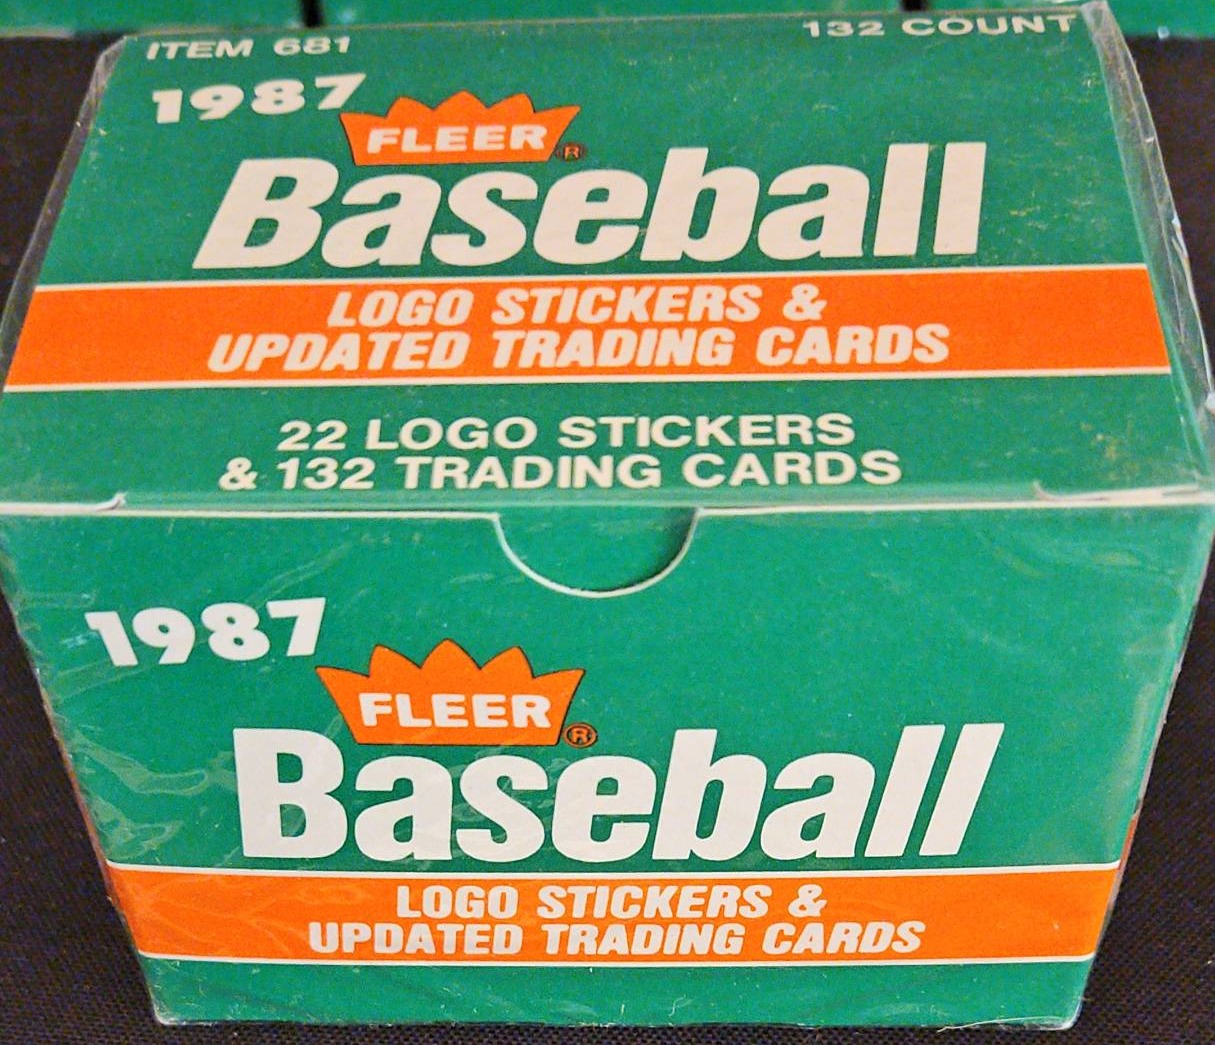 ITEM 681
132 COUNT
1987
FLEER®
Baseball
LOGO STICKERS &
UPDATED TRADING CARDS
22 LOGO STICKERS
& 132 TRADING CARDS
1987
FLEER®
Baseball
LOGO STICKERS &
UPDATED TRADING CARDS